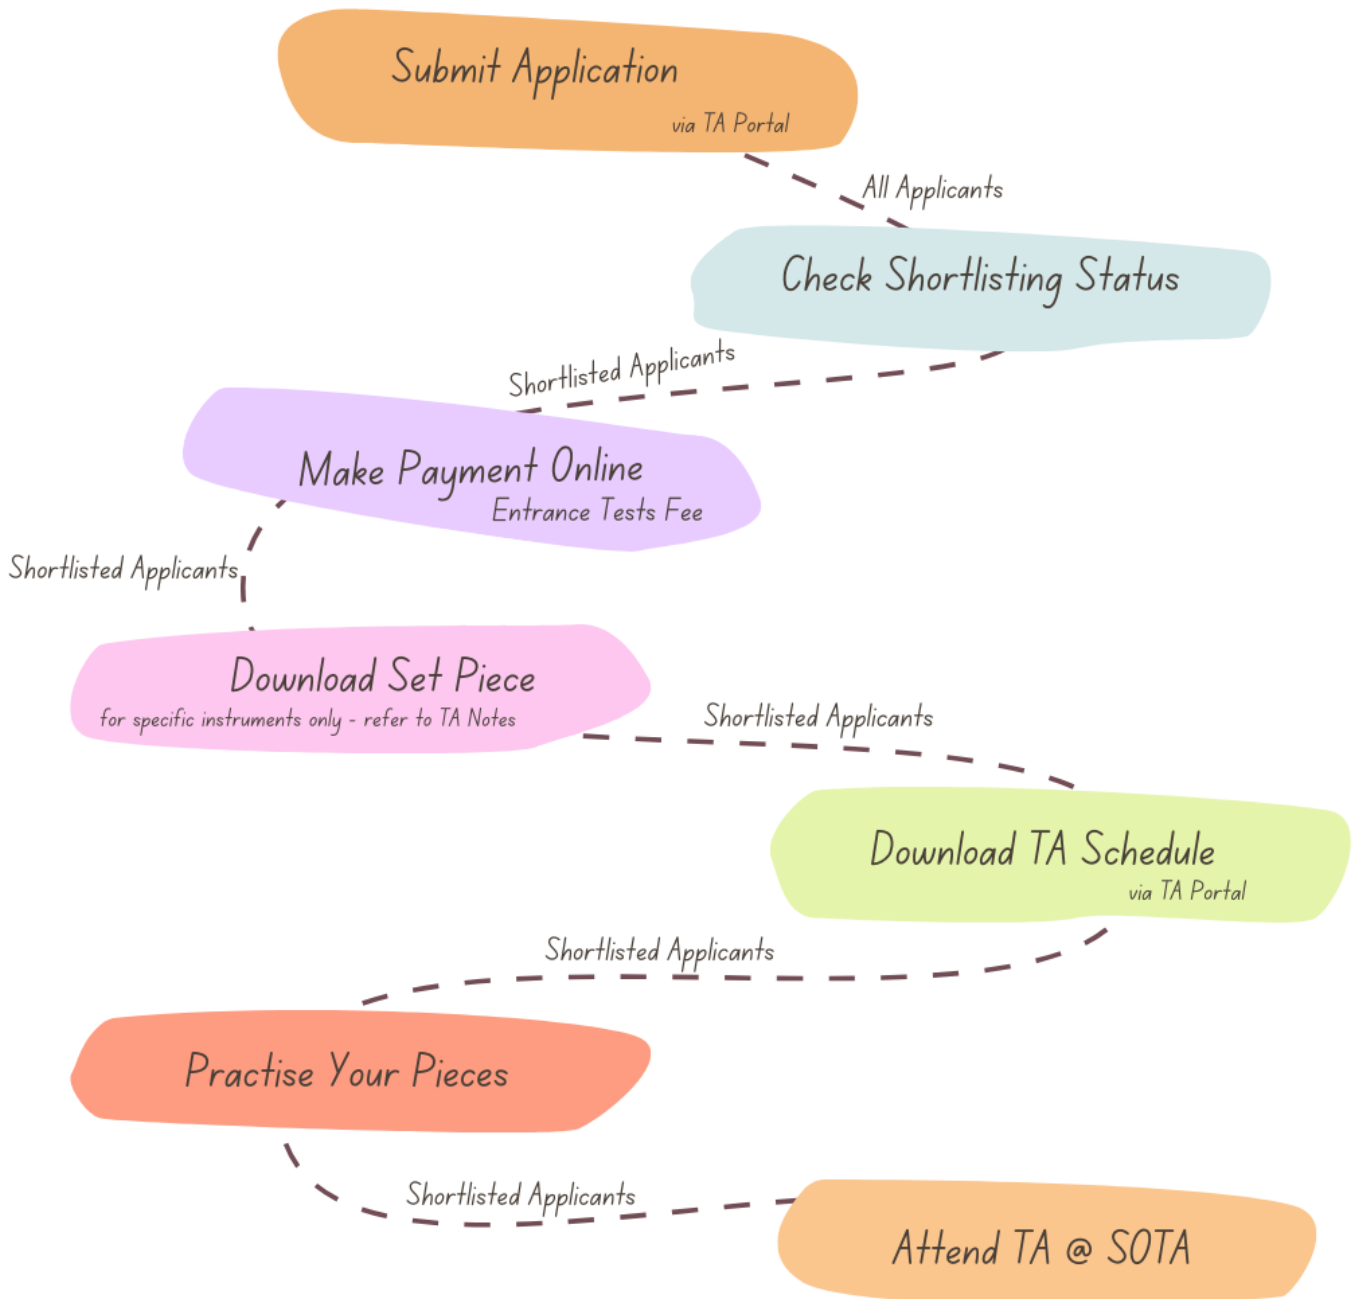 Submit Application
via TA Portal
All Applicants
Check Shortlisting Status
Shortlisted Applicants
Make Payment Online
Entrance Tests Fee
Shortlisted Applicants
Download Set Piece
for specific instruments only - refer to TA Notes
Shortlisted Applicants
Download TA Schedule
via TA Portal
Shortlisted Applicants
Practise Your Pieces
Shortlisted Applicants
Attend TA @ SOTA